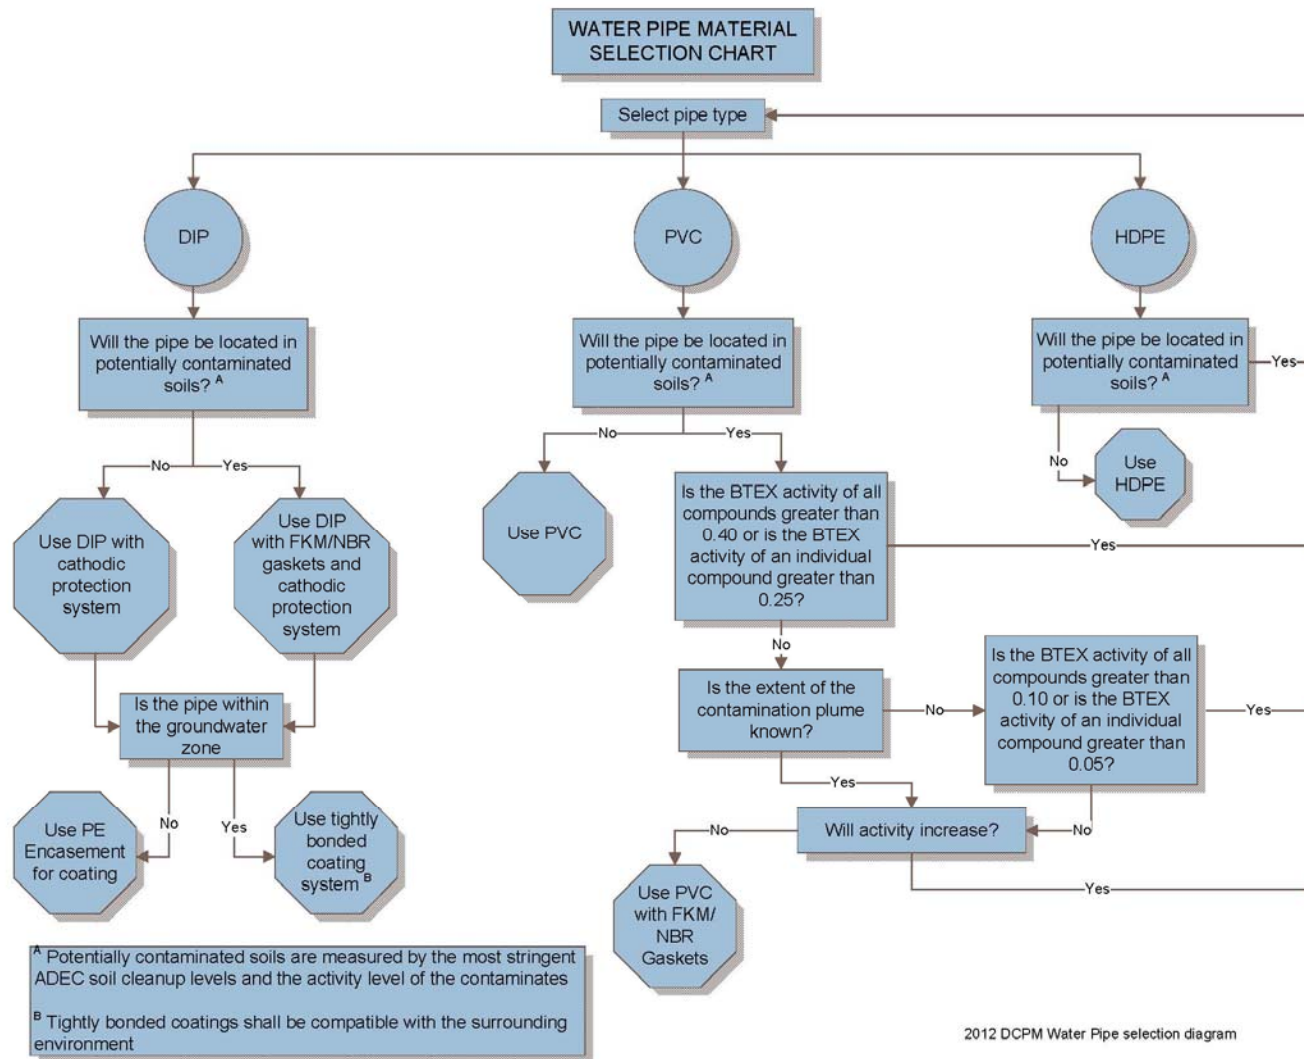 WATER PIPE MATERIAL
SELECTION CHART
Select pipe type
DIP
PVC
HDPE
Will the pipe be located in
potentially contaminated
soils? A
Will the pipe be located in
potentially contaminated
soils? A
Will the pipe be located in
potentially contaminated
soils? A
Yes
No
Yes
No
Yes
No
Use DIP with
cathodic
protection
system
Use DIP
with FKM/NBR
gaskets and
cathodic
protection
system
Use PVC
Is the BTEX activity of all
compounds greater than
0.40 or is the BTEX
activity of an individual
compound greater than
0.25?
Use
HDPE
Yes
No
Is the pipe within
the groundwater
zone
Is the extent of the
contamination plume
known?
No
Is the BTEX activity of all
compounds greater than
0.10 or is the BTEX
activity of an individual
compound greater than
0.05?
Yes
Yes
No
No
Yes
Use PE
Encasement
for coating
Use tightly
bonded
coating
system B
No
Will activity increase?
Yes
Use PVC
with FKM/
NBR
Gaskets
A Potentially contaminated soils are measured by the most stringent
ADEC soil cleanup levels and the activity level of the contaminates
B Tightly bonded coatings shall be compatible with the surrounding
environment
2012 DCPM Water Pipe selection diagram